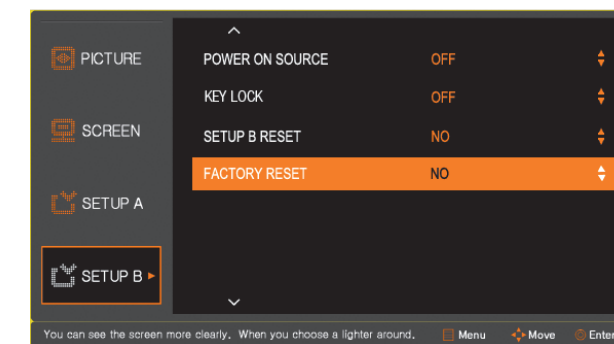 PICTURE
SCREEN
SETUP A
SETUP B
POWER ON SOURCE OFF
KEY LOCK OFF
SETUP B RESET NO
FACTORY RESET NO
You can see the screen more clearly. When you choose a lighter around. Menu Move Enter